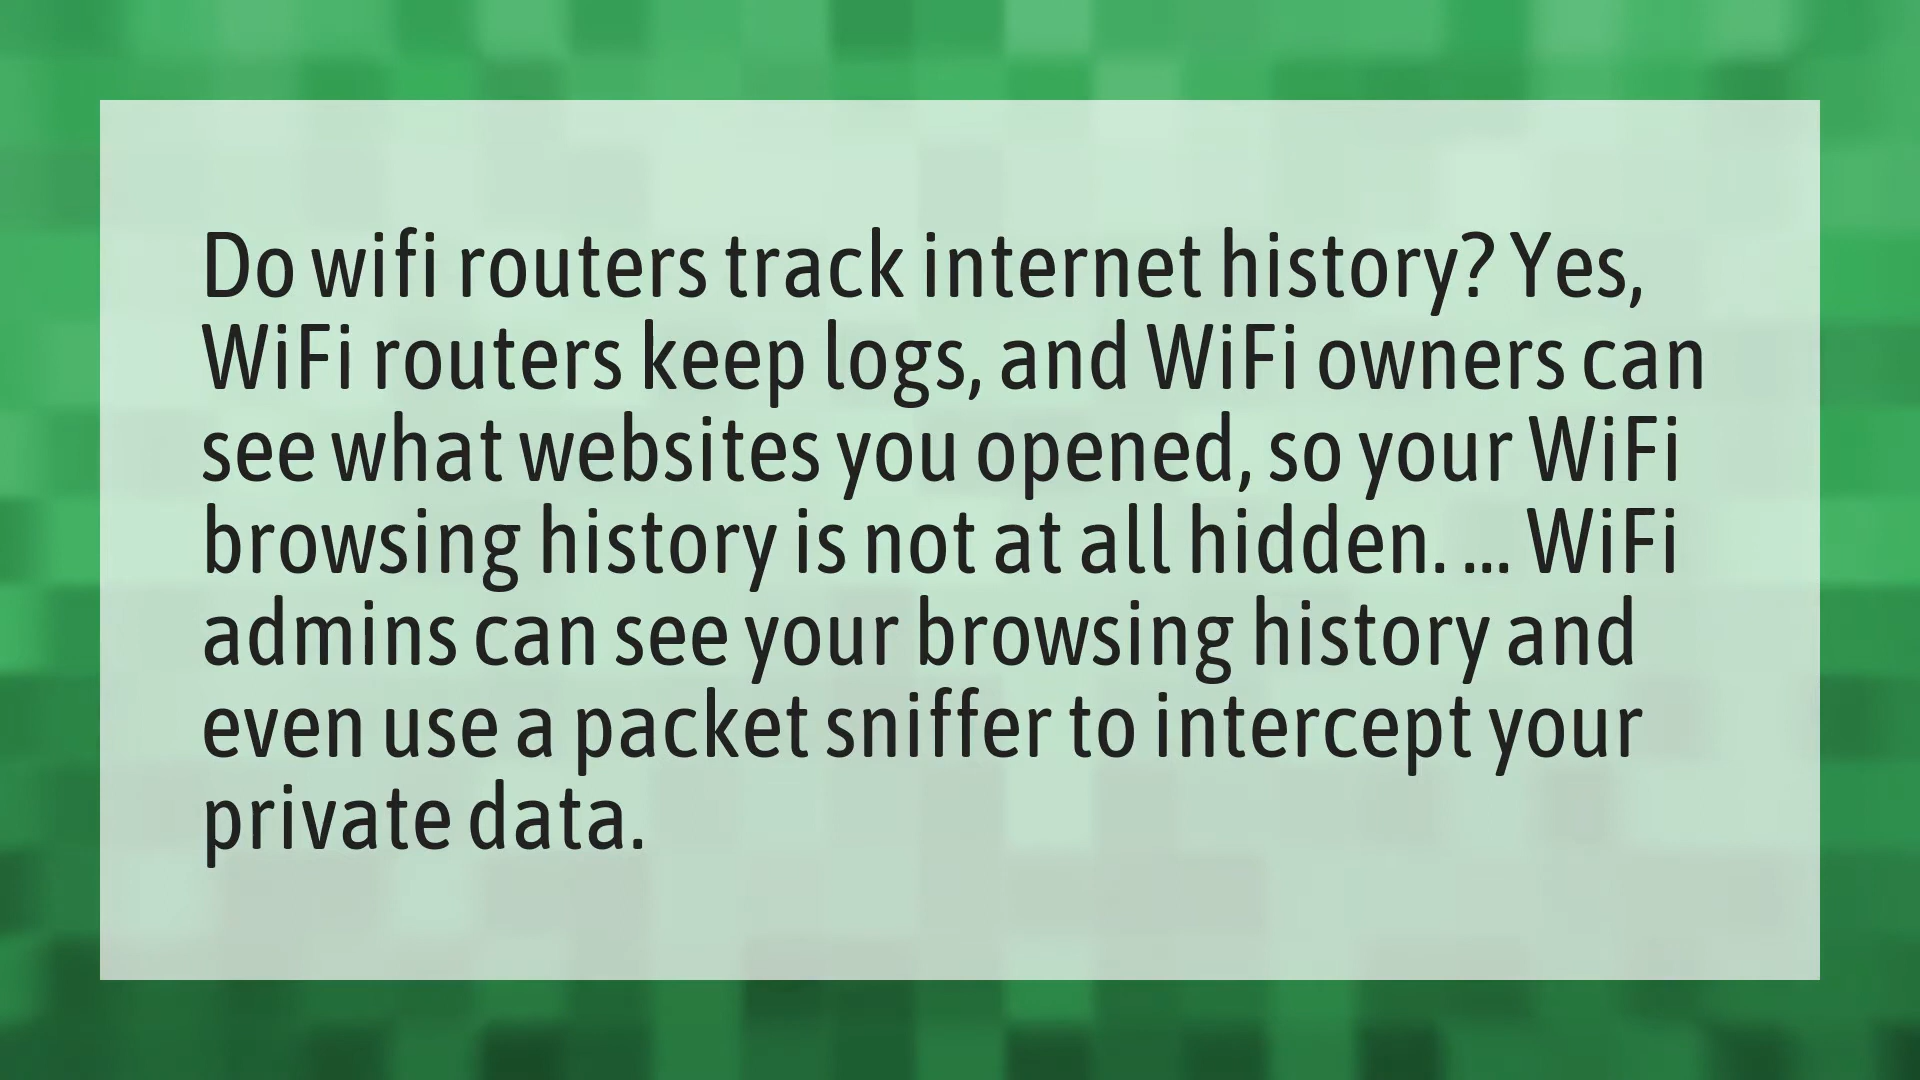 Do wifi routers track internet history? Yes,
WiFi routers keep logs, and WiFi owners can
see what websites you opened, so your WiFi
browsing history is not at all hidden. ... WiFi
admins can see your browsing history and
even use a packet sniffer to intercept your
private data.